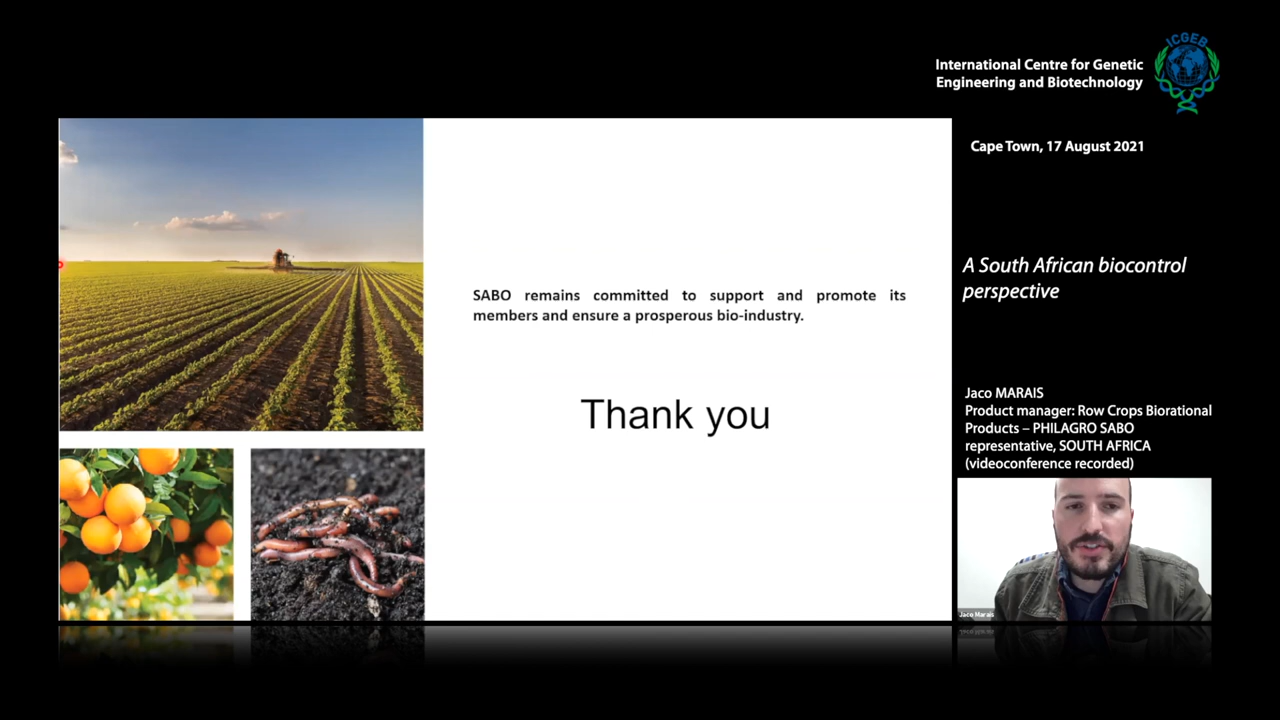 ICGEB
International Centre for Genetic
Engineering and Biotechnology
Cape Town, 17 August 2021
SABO remains committed to support and promote its
members and ensure a prosperous bio-industry.
Thank you
A South African biocontrol
perspective
Jaco MARAIS
Product manager: Row Crops Biorational
Products – PHILAGRO SABO
representative, SOUTH AFRICA
(videoconference recorded)
Jaco Marais